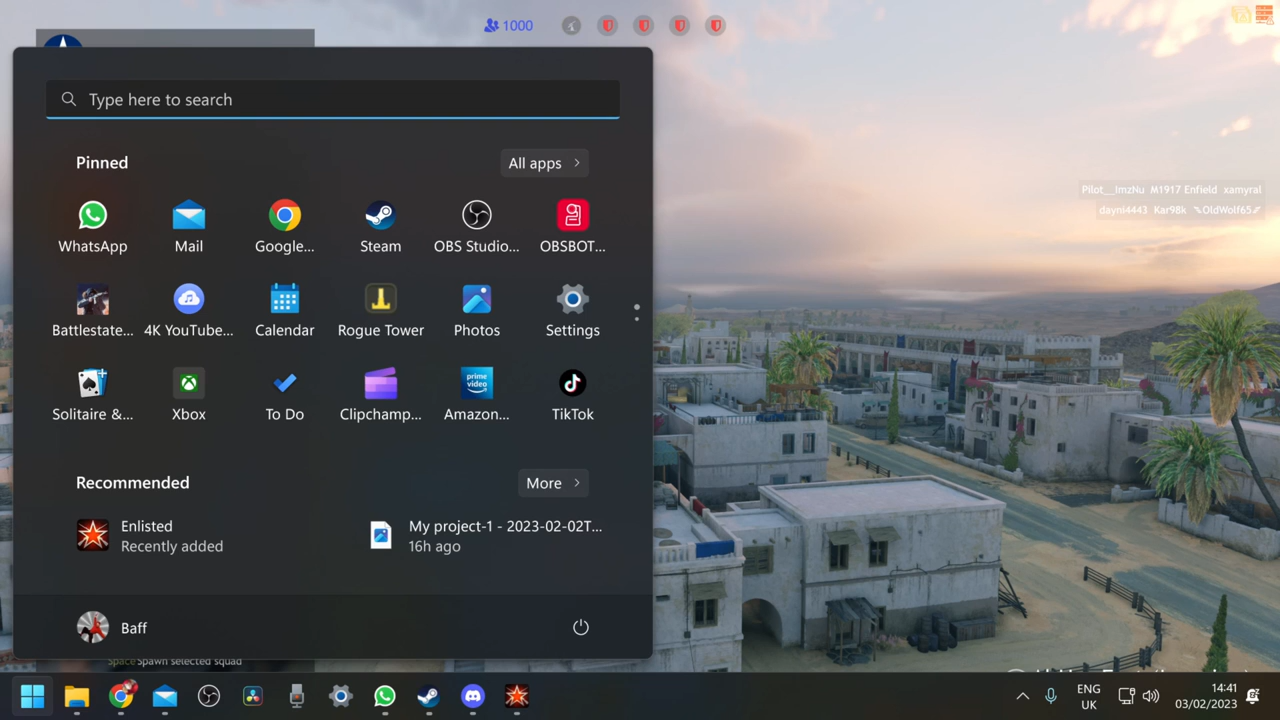 1000
Type here to search
Pinned
All apps
WhatsApp
Mail
Google...
Steam
OBS Studio...
OBSBOT...
Battlestate...
4K YouTube...
Calendar
Rogue Tower
Photos
Settings
Solitaire &...
Xbox
To Do
Clipchamp...
prime video
Amazon...
TikTok
Recommended
More
Enlisted
Recently added
My project-1 - 2023-02-02T...
16h ago
Baff
Space Spawn selected squad
Pilot__ImzNu M1917 Enfield xamyral
dayni4443 Kar98k OldWolf65
ENG
UK
14:41
03/02/2023